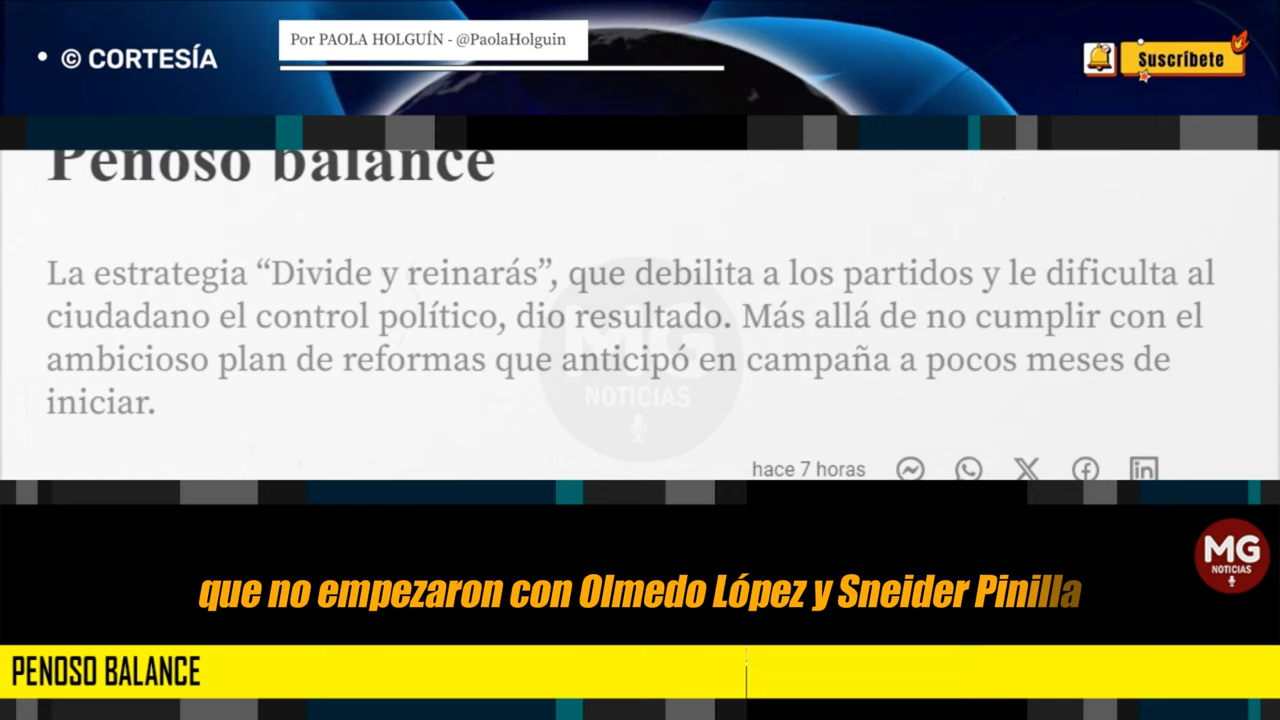 © CORTESÍA
Por PAOLA HOLGUÍN - @PaolaHolguin
Suscríbete
Penoso balance
La estrategia “Divide y reinarás”, que debilita a los partidos y le dificulta al
ciudadano el control político, dio resultado. Más allá de no cumplir con el
ambicioso plan de reformas que anticipó en campaña a pocos meses de
iniciar.
MG
NOTICIAS
hace 7 horas
que no empezaron con Olmedo López y Sneider Pinilla
MG
NOTICIAS
PENOSO BALANCE